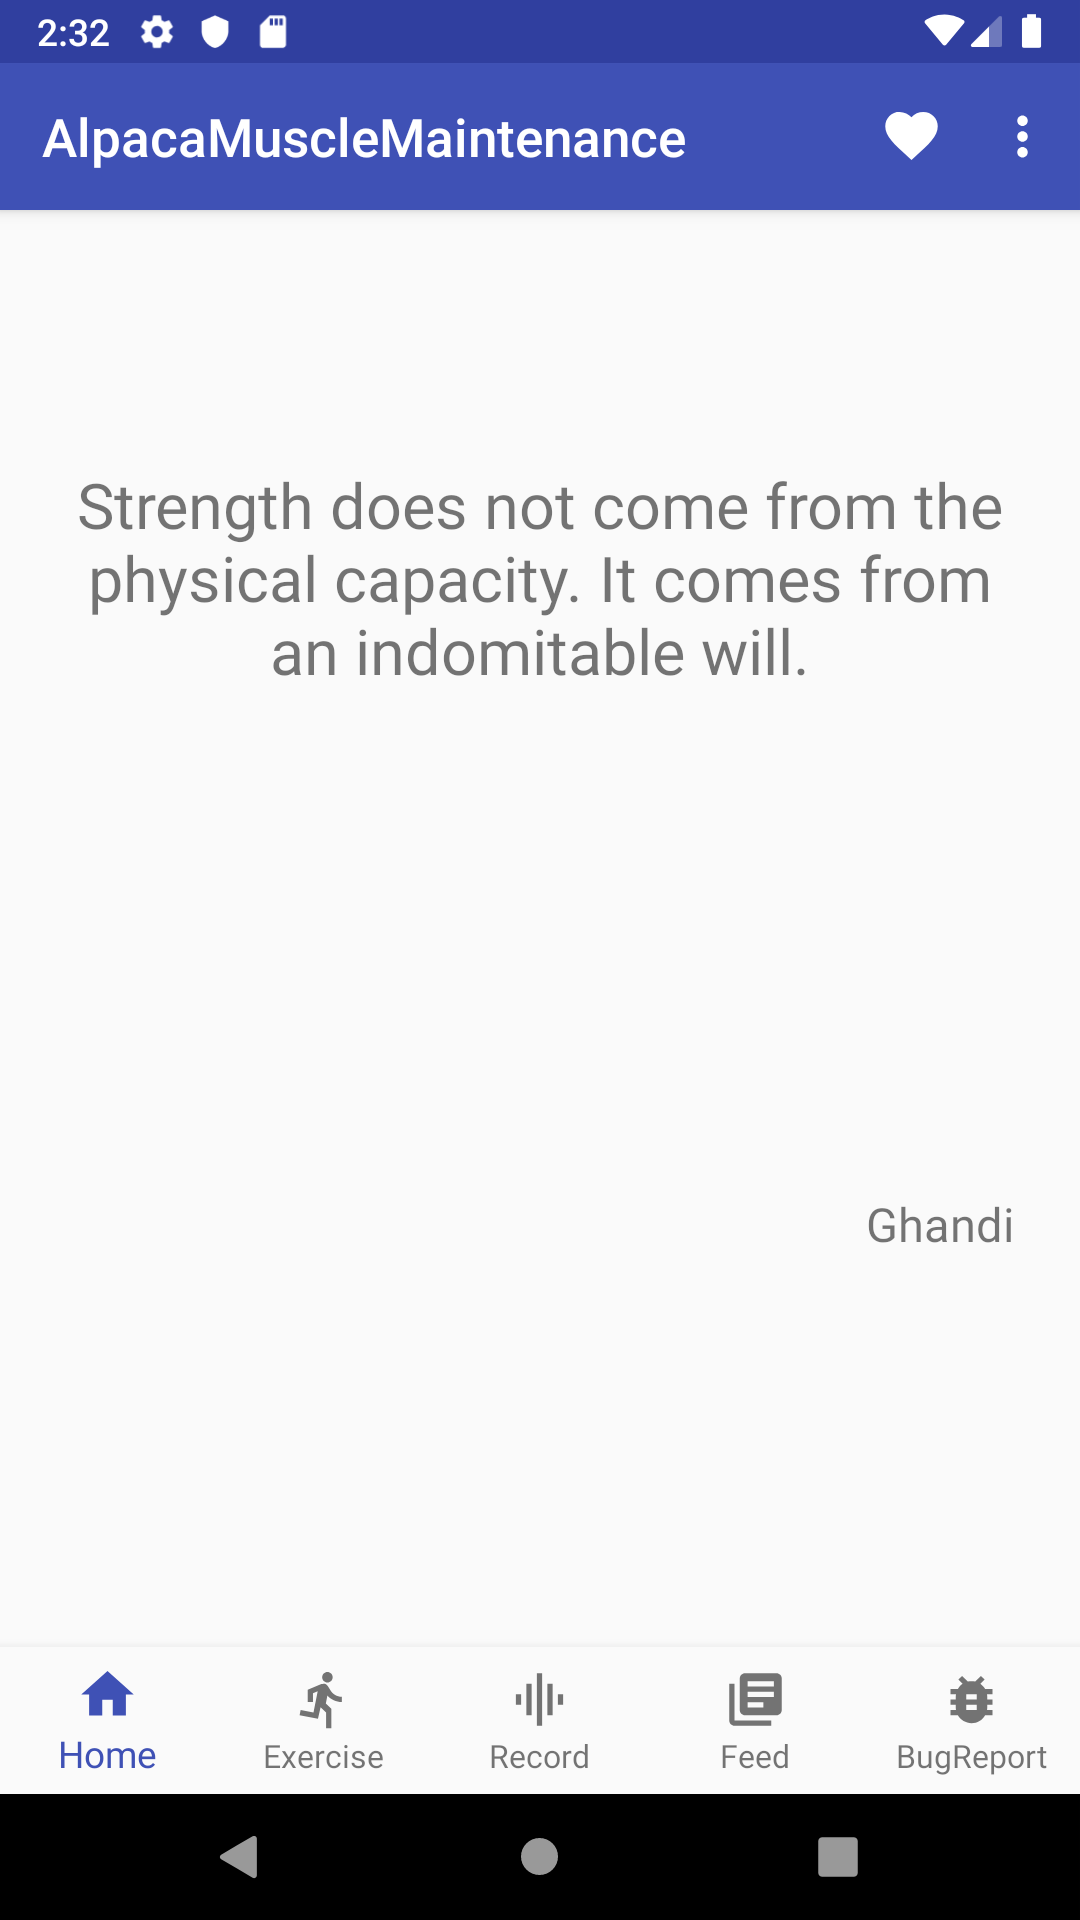 2:32
AlpacaMuscleMaintenance
Strength does not come from the
physical capacity. It comes from
an indomitable will.
Ghandi
Home
Exercise
Record
Feed
BugReport